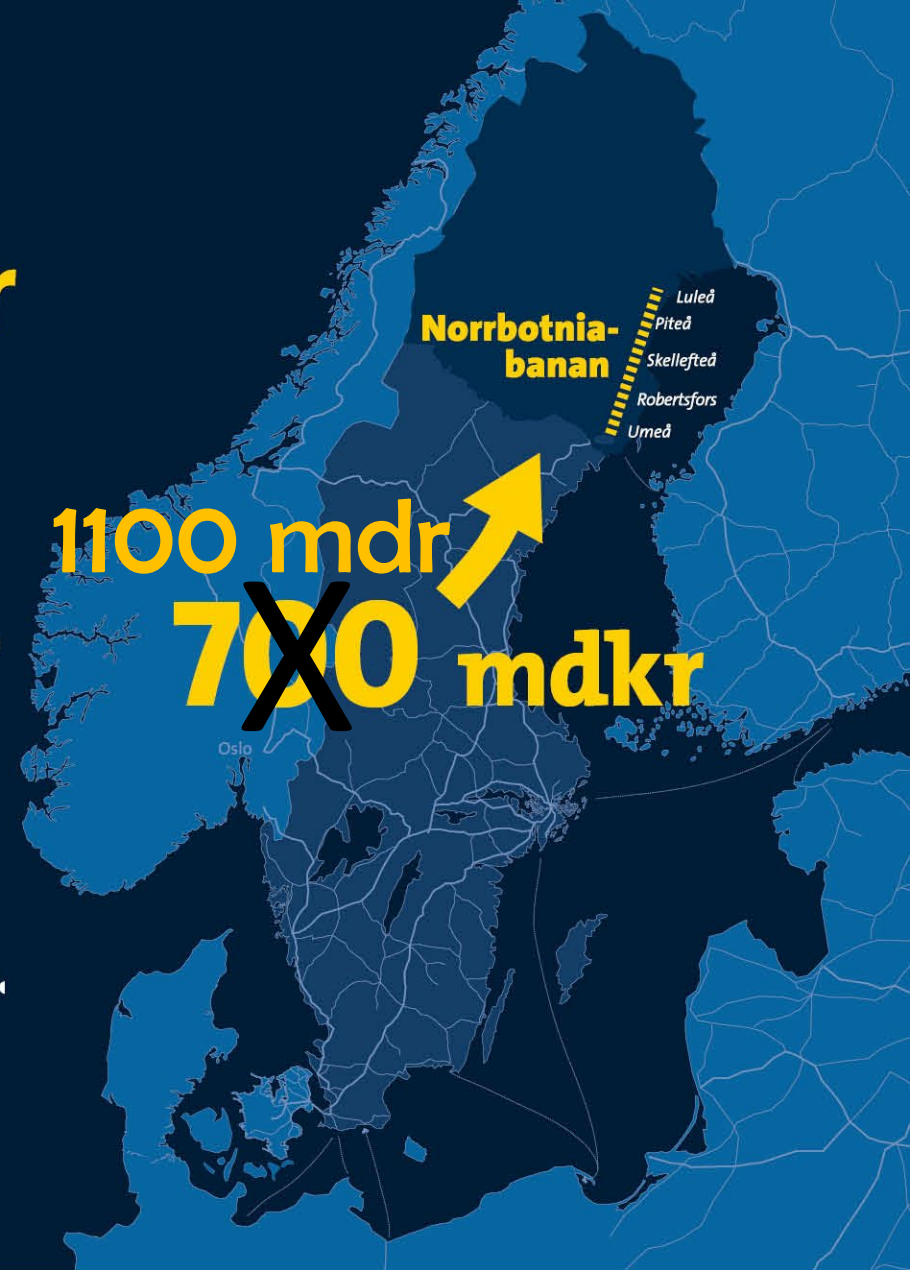 r
Luleå
Norrbotnia-
Piteå
banan
Skellefteå
Robertsfors
Umeå
1100 mdr
700 mdkr
X
Oslo